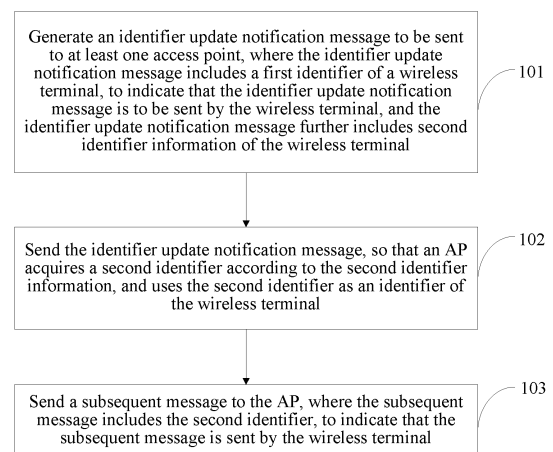 Generate an identifier update notification message to be sent
to at least one access point, where the identifier update
notification message includes a first identifier of a wireless
terminal, to indicate that the identifier update notification
message is to be sent by the wireless terminal, and the
identifier update notification message further includes second
identifier information of the wireless terminal
101
Send the identifier update notification message, so that an AP
acquires a second identifier according to the second identifier
information, and uses the second identifier as an identifier of
the wireless terminal
102
Send a subsequent message to the AP, where the subsequent
message includes the second identifier, to indicate that the
subsequent message is sent by the wireless terminal
103